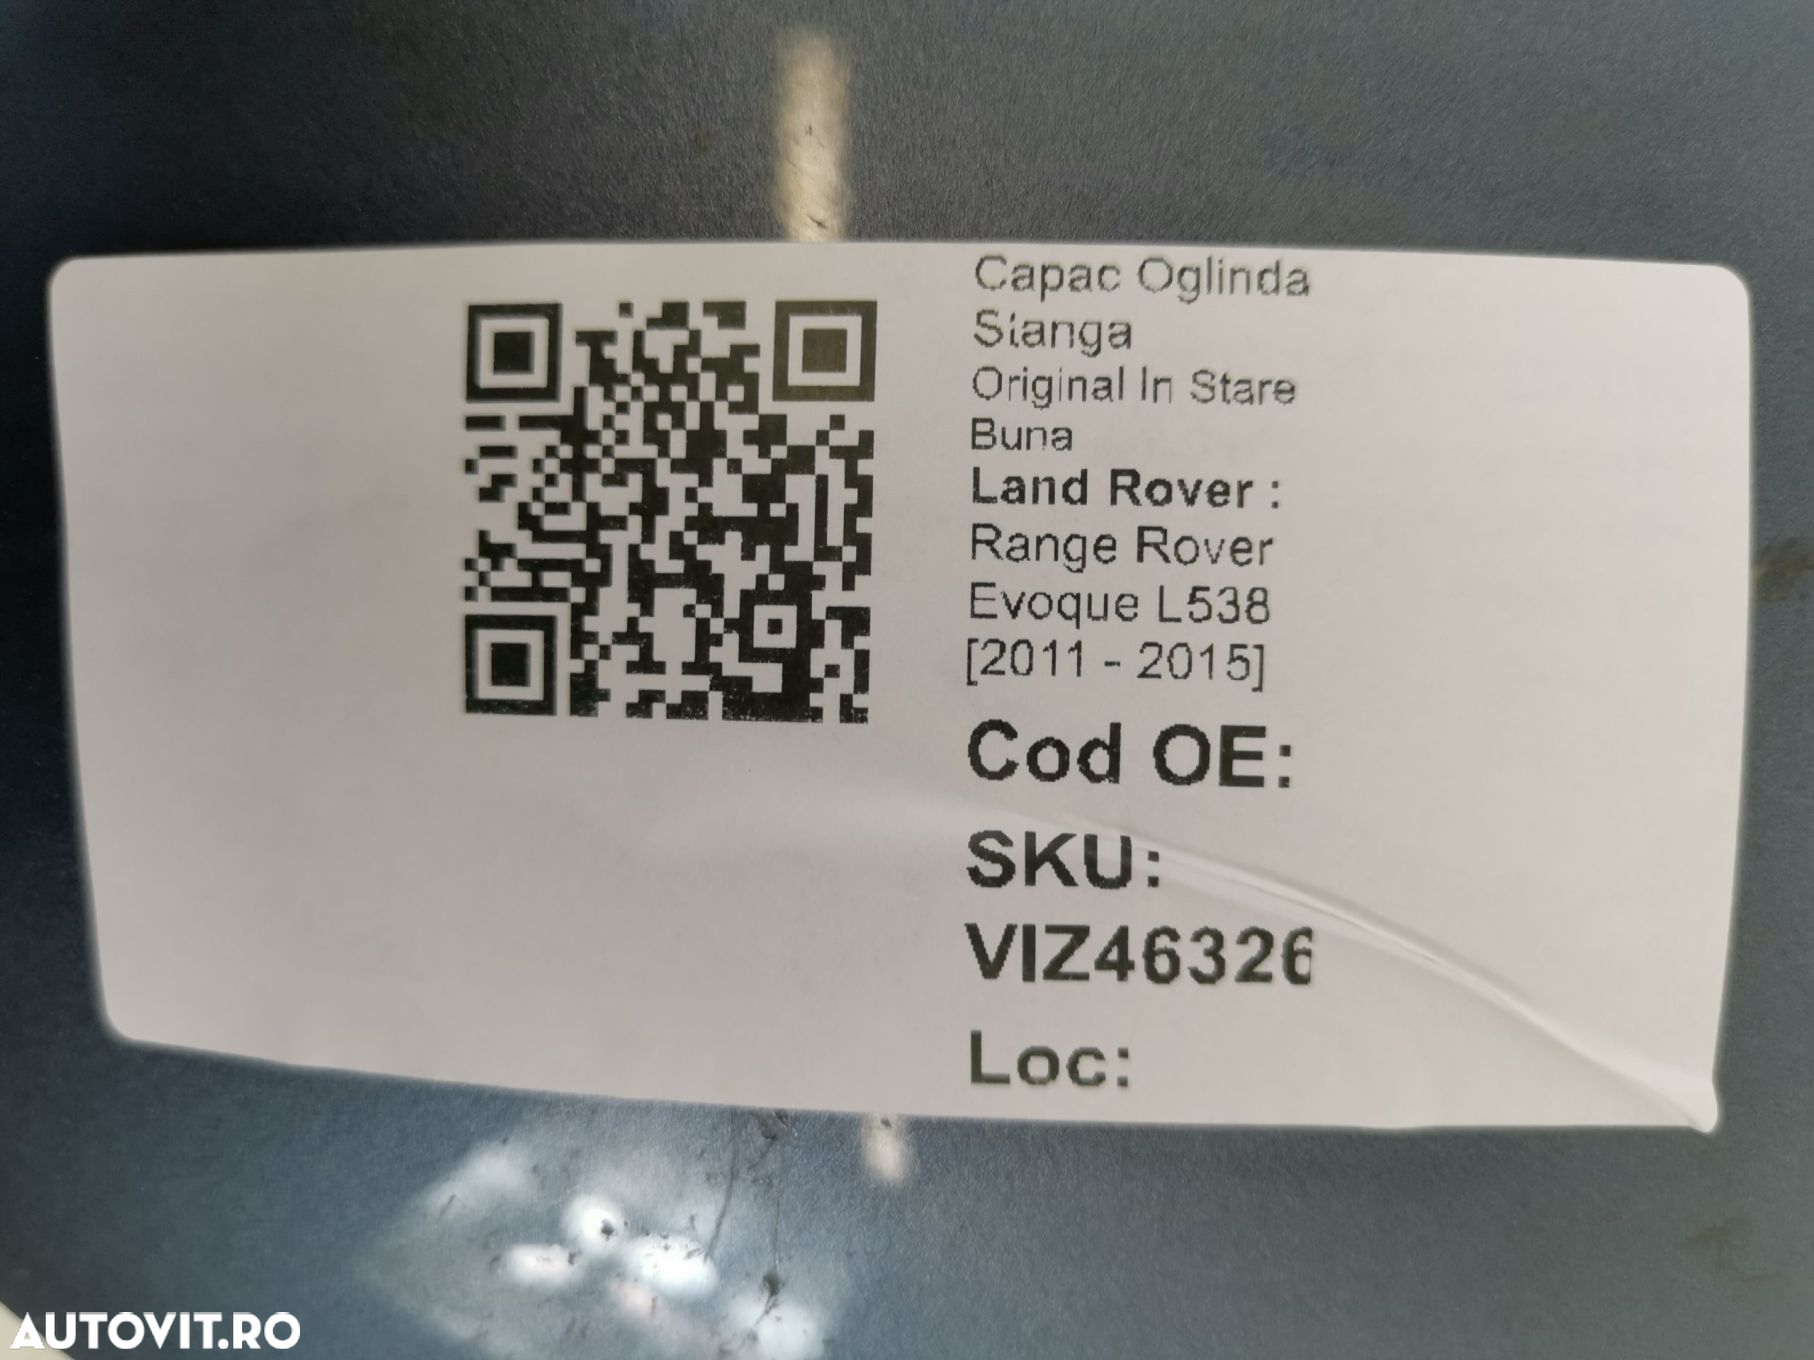 Capac Oglinda
Stanga
Original In Stare
Buna
Land Rover :
Range Rover
Evoque L538
[2011 - 2015]
Cod OE:
SKU:
VIZ46326
Loc:
AUTOVIT.RO